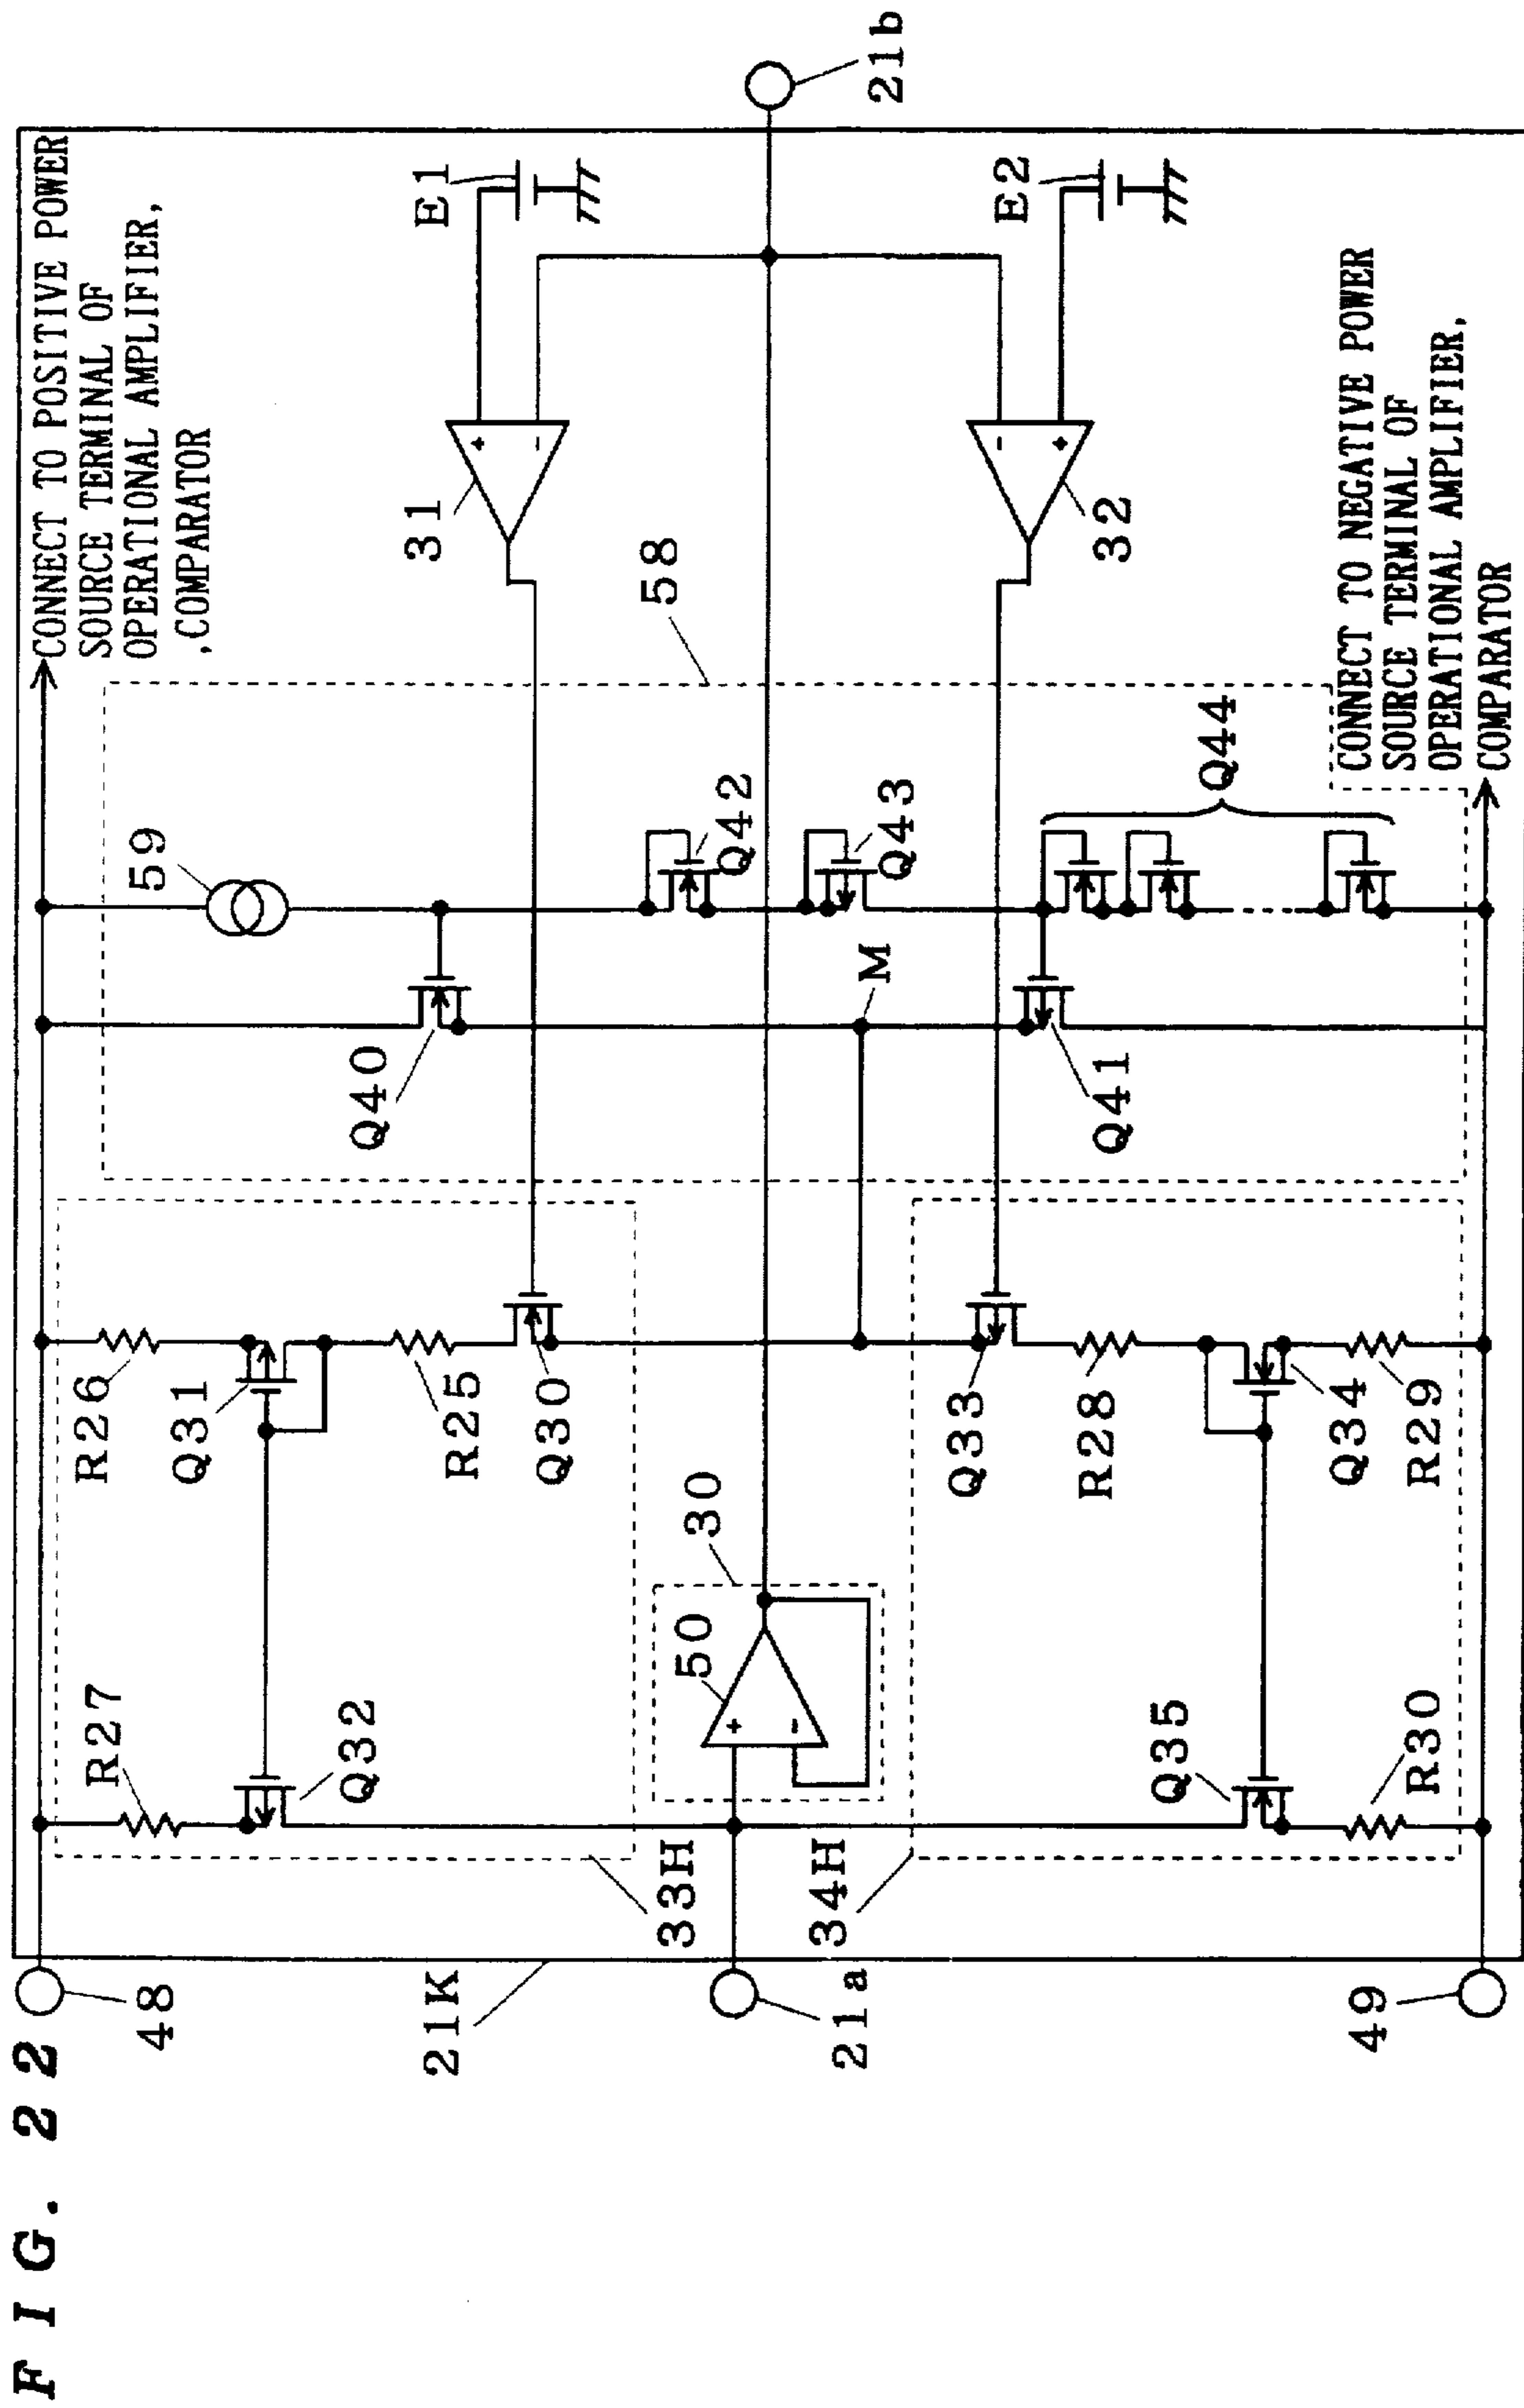 FIG. 22
48
CONNECT TO POSITIVE POWER
SOURCE TERMINAL OF
OPERATIONAL AMPLIFIER,
,COMPARATOR
R27
R26
59
Q32
Q31
R25
Q30
Q40
31
+
-
E1
21K
33H
30
50
+
-
58
Q42
21a
21b
34H
M
Q43
Q33
32
-
+
E2
R28
Q41
Q35
Q34
Q44
R30
R29
49
CONNECT TO NEGATIVE POWER
SOURCE TERMINAL OF
OPERATIONAL AMPLIFIER,
COMPARATOR